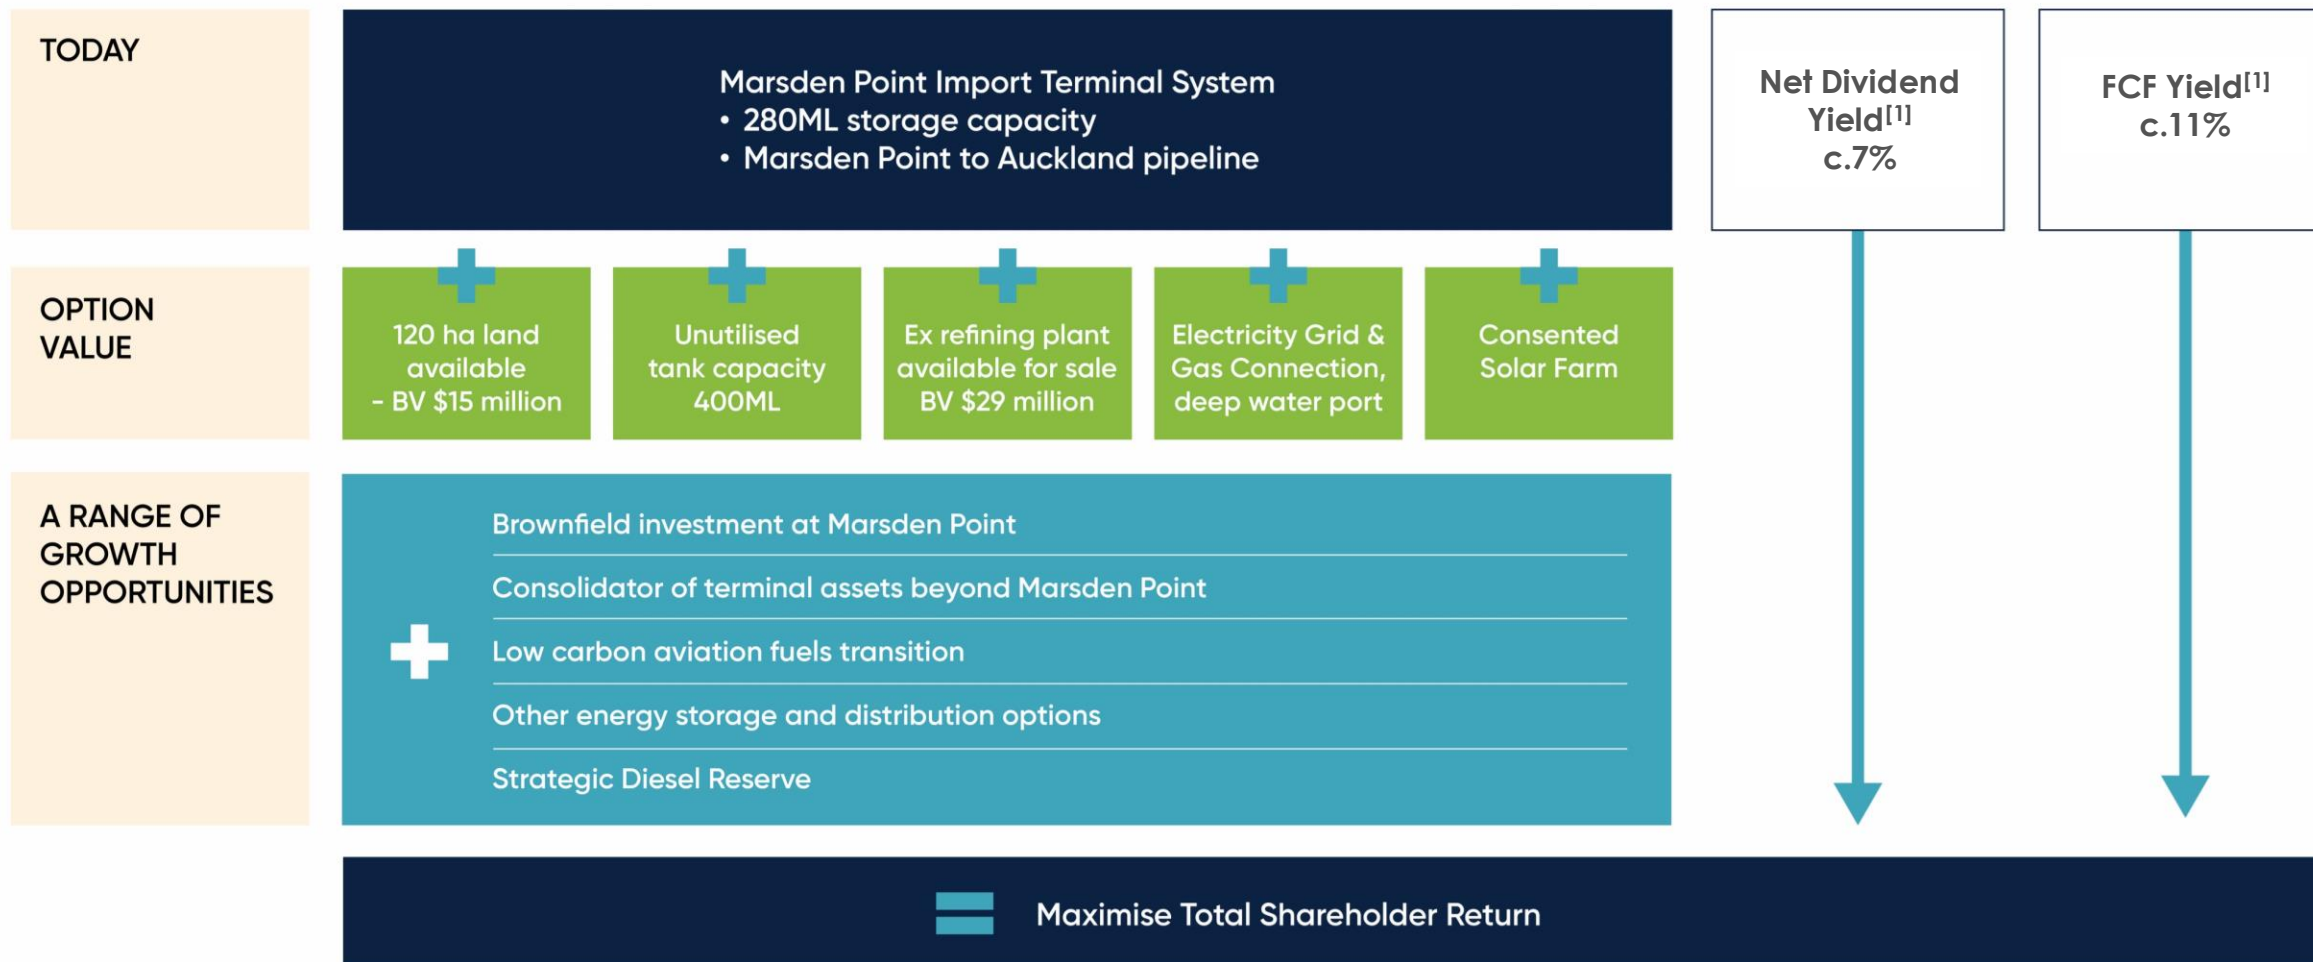 TODAY
Marsden Point Import Terminal System
• 280ML storage capacity
• Marsden Point to Auckland pipeline
Net Dividend
Yield[1]
c.7%
FCF Yield[1]
c.11%
OPTION
VALUE
120 ha land
available
- BV $15 million
Unutilised
tank capacity
400ML
Ex refining plant
available for sale
BV $29 million
Electricity Grid &
Gas Connection,
deep water port
Consented
Solar Farm
A RANGE OF
GROWTH
OPPORTUNITIES
Brownfield investment at Marsden Point
Consolidator of terminal assets beyond Marsden Point
Low carbon aviation fuels transition
Other energy storage and distribution options
Strategic Diesel Reserve
Maximise Total Shareholder Return